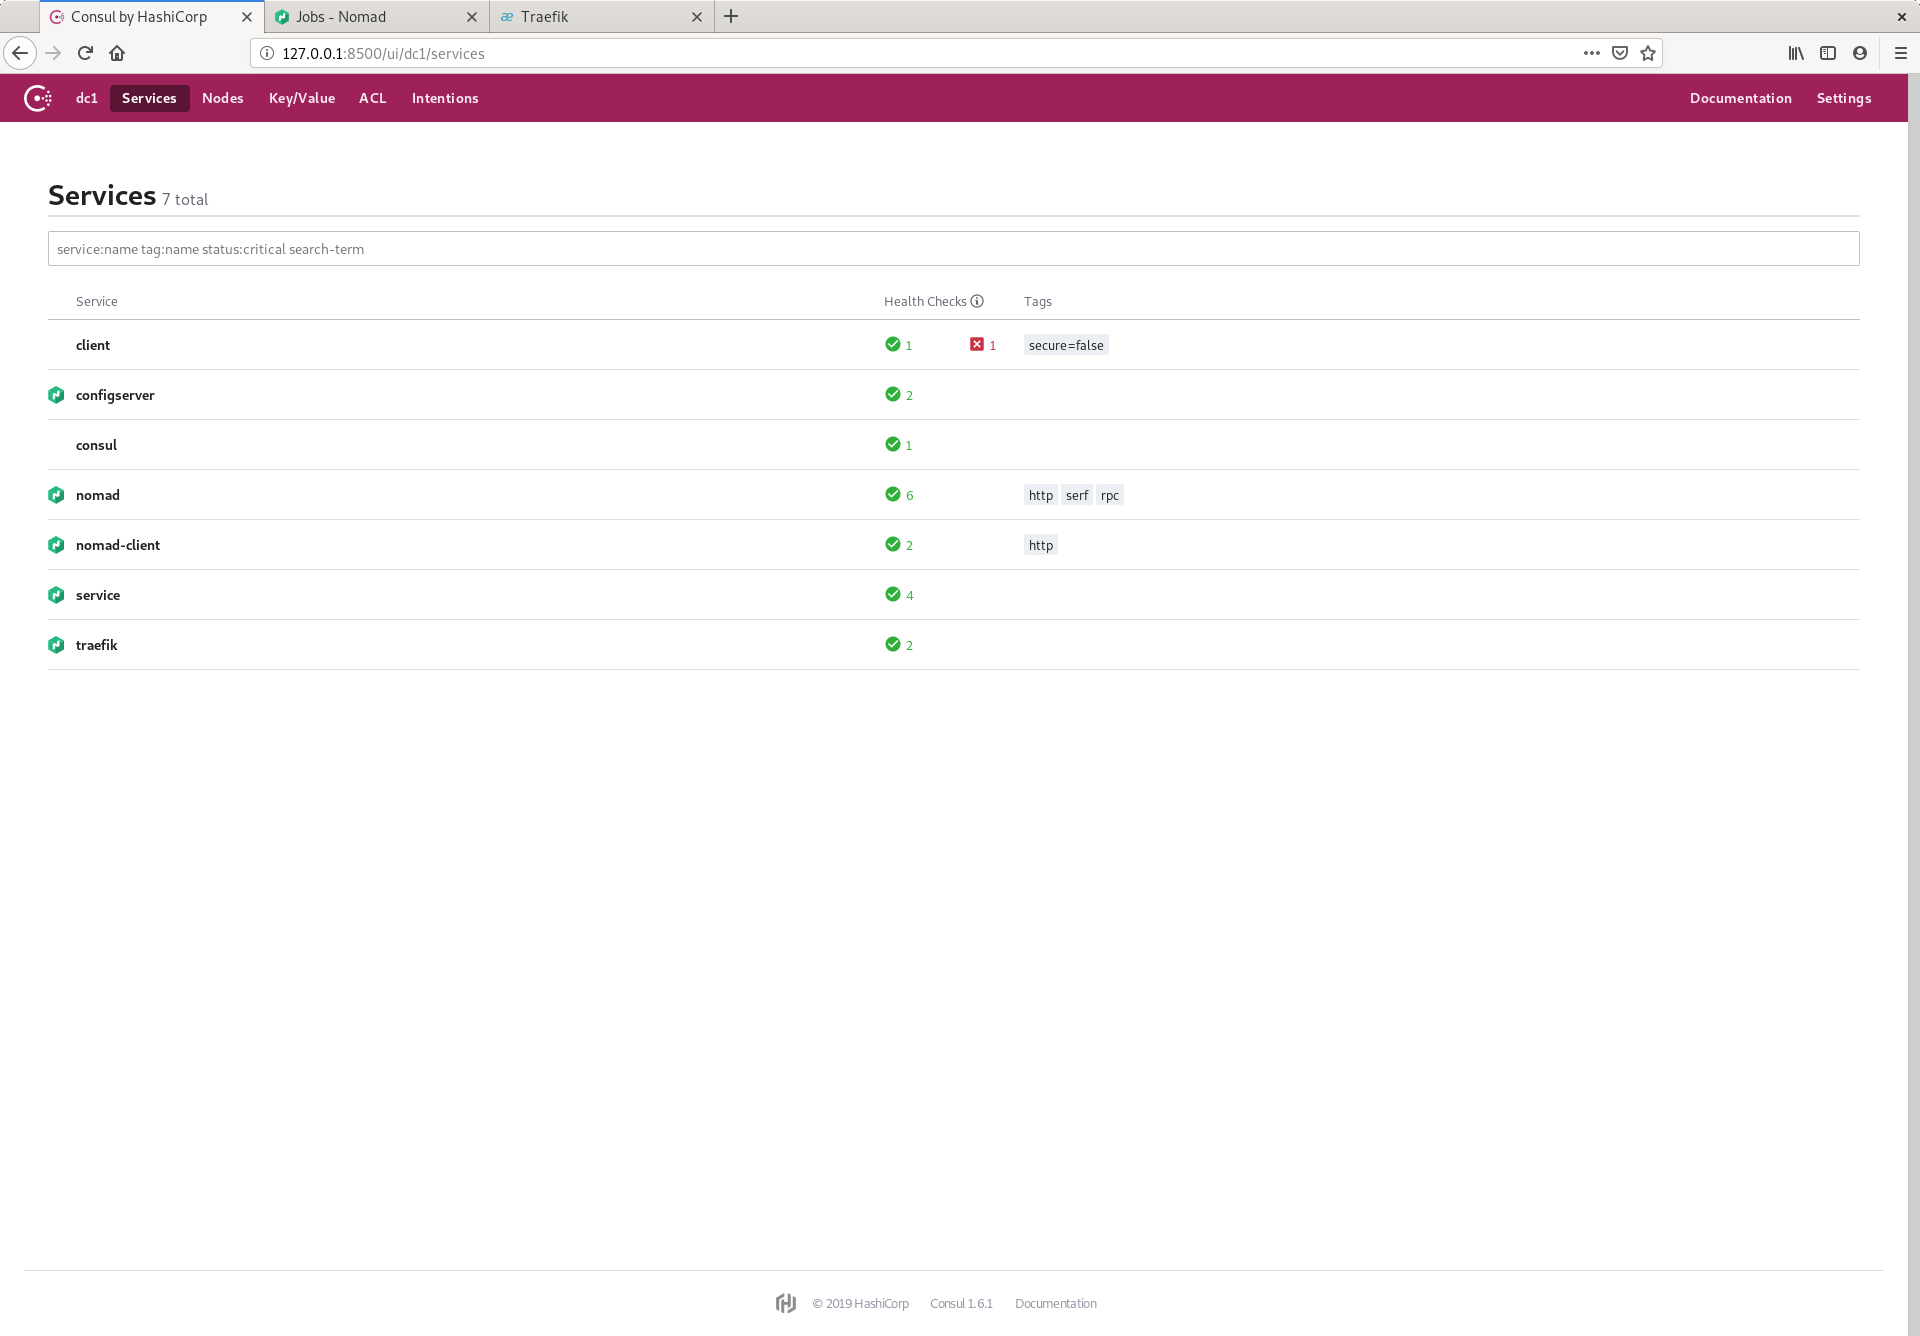 Consul by HashiCorp
Jobs - Nomad
Traefik
127.0.0.1:8500/ui/dc1/services
dc1 Services Nodes Key/Value ACL Intentions Documentation Settings
Services 7 total
service:name tag:name status:critical search-term
Service Health Checks Tags
client 1 1 secure=false
configserver 2
consul 1
nomad 6 http serf rpc
nomad-client 2 http
service 4
traefik 2
© 2019 HashiCorp Consul 1.6.1 Documentation